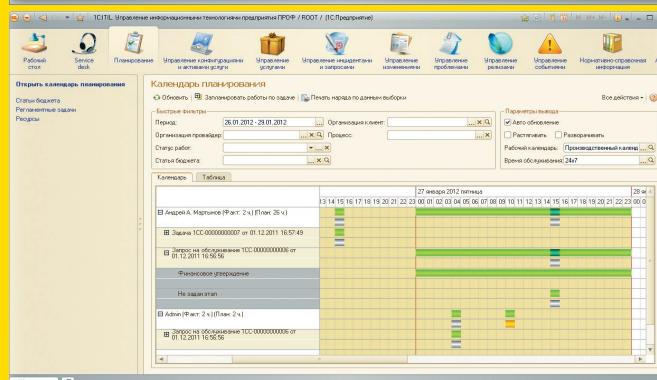 1С:ITIL. Управление информационными технологиями предприятия ПРОФ / ROOT / (1С:Предприятие)
Рабочий стол
Service desk
Планирование
Управление конфигурациями и активами услуги
Управление услугами
Управление инцидентами и запросами
Управление изменениями
Управление проблемами
Управление релизами
Управление событиями
Нормативно-справочная информация
Открыть календарь планирования
Статьи бюджета
Регламентные задачи
Ресурсы
Календарь планирования
Обновить
Запланировать работы по задаче
Печать наряда по данным выборки
Все действия
Быстрые фильтры
Период: 26.01.2012 - 29.01.2012 ... Организация клиент: ... X Q
Организация провайдер: ... X Q Процесс: ... X
Статус работ: ... X
Статья бюджета: ... X Q
Параметры вывода
Авто обновление
Растягивать Разворачивать
Рабочий календарь: Производственный календ ... Q
Время обслуживания: 24x7 ... Q
Календарь Таблица
27 января 2012 пятница 28 ян
13 14 15 16 17 18 19 20 21 22 23 00 01 02 03 04 05 06 07 08 09 10 11 12 13 14 15 16 17 18 19 20 21 22 23 00 0
Андрей А. Мартынов (Факт: 2 ч.) (План: 26 ч.)
Задача 1СС-00000000007 от 01.12.2011 16:57:49
Запрос на обслуживание 1СС-00000000006 от
01.12.2011 16:56:56
Финансовое утверждение
Не задан этап
Admin (Факт: 2 ч.) (План: 2 ч.)
Запрос на обслуживание 1СС-00000000006 от
01.12.2011 16:56:56